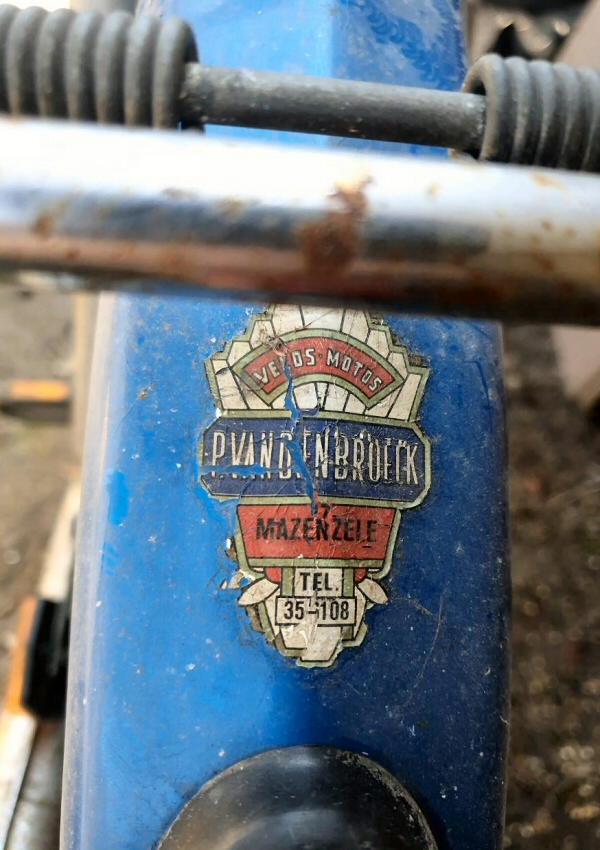 VELOS-MOTOS
P.VANDENBROECK
MAZENZELE
TEL.
35-108